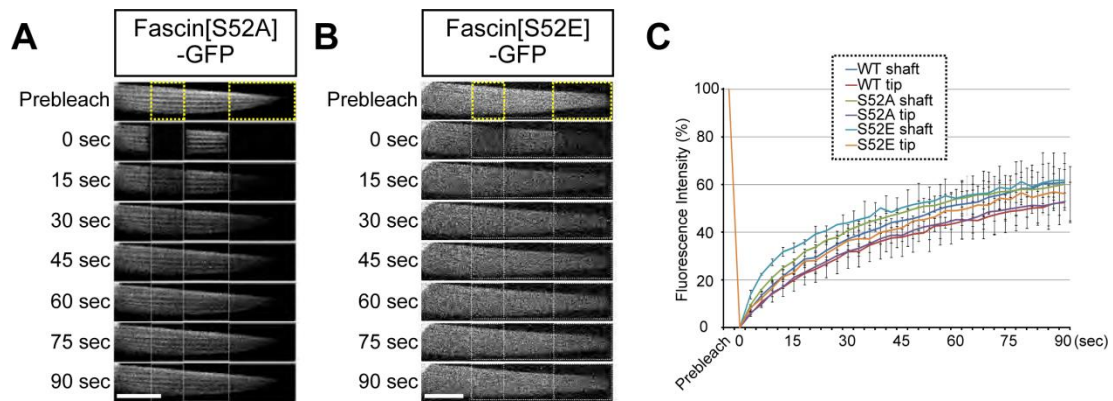 A
Fascin[S52A]
-GFP
Prebleach
0 sec
15 sec
30 sec
45 sec
60 sec
75 sec
90 sec
B
Fascin[S52E]
-GFP
Prebleach
0 sec
15 sec
30 sec
45 sec
60 sec
75 sec
90 sec
C
WT shaft
WT tip
S52A shaft
S52A tip
S52E shaft
S52E tip
Fluorescence Intensity (%)
100
80
60
40
20
0
Prebleach
0 15 30 45 60 75 90 (sec)